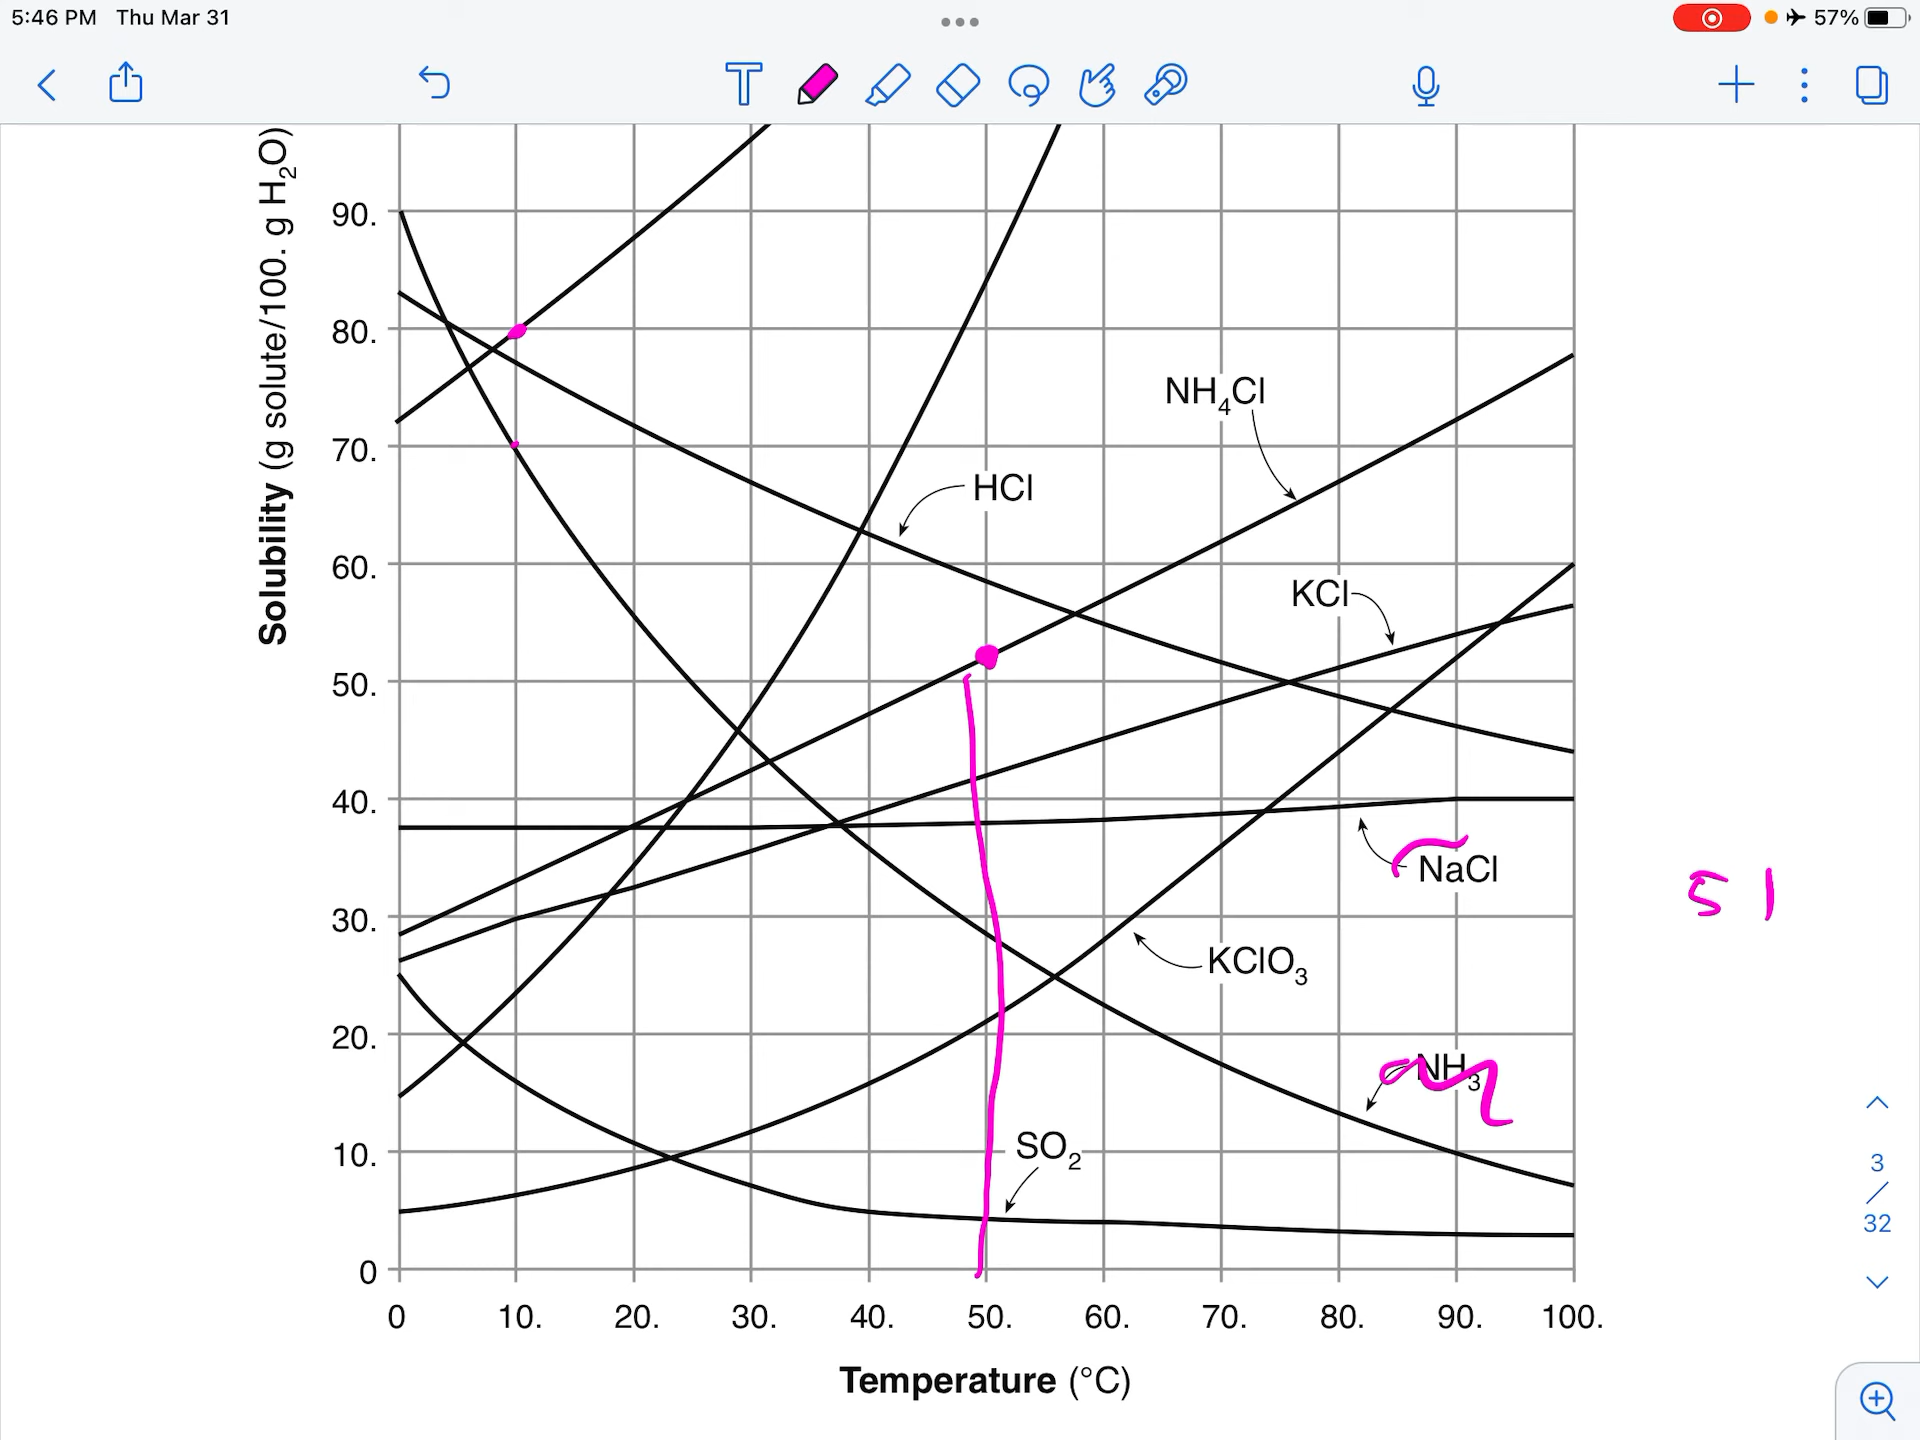 5:46 PM Thu Mar 31
57%
Solubility (g solute/100. g H₂O)
90.
80.
70.
60.
50.
40.
30.
20.
10.
0
NH₄Cl
HCl
KCl
NaCl
51
KClO₃
NH₃
SO₂
3
/
32
0 10. 20. 30. 40. 50. 60. 70. 80. 90. 100.
Temperature (°C)